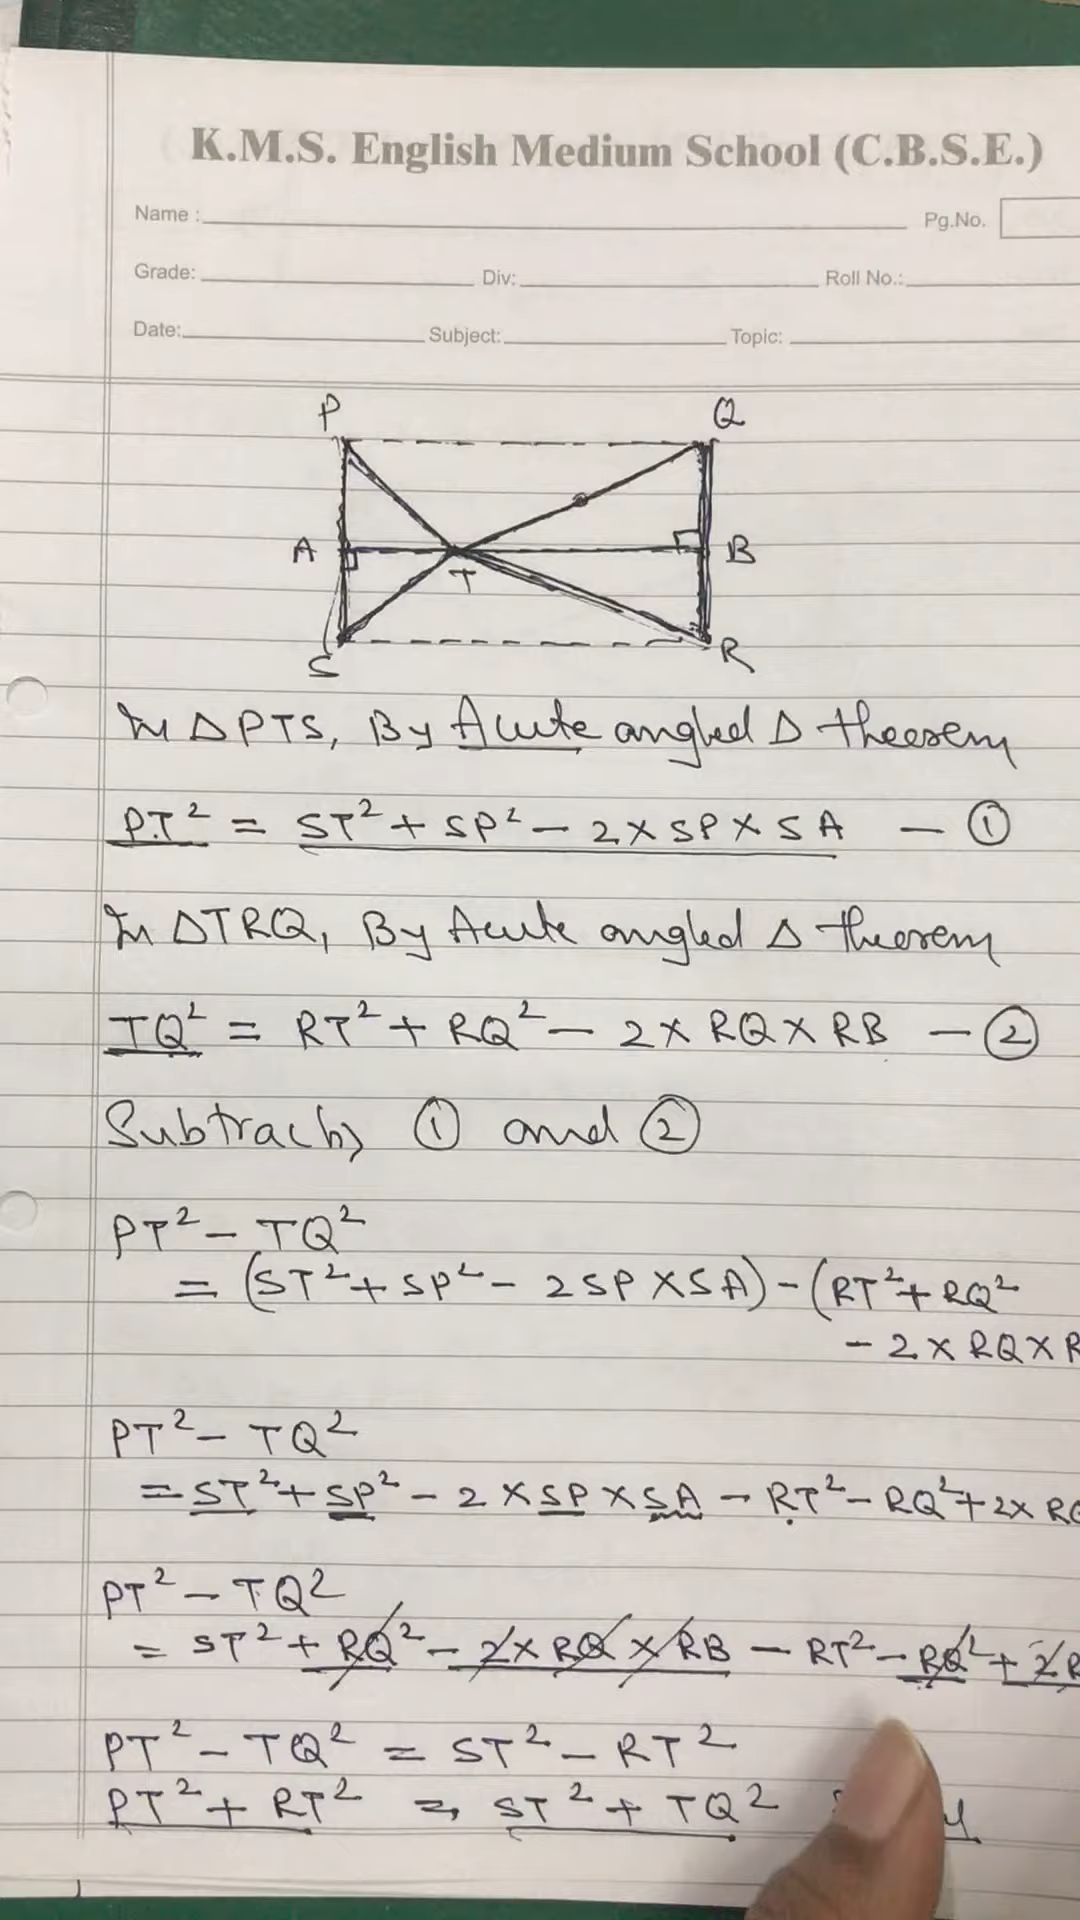 K.M.S. English Medium School (C.B.S.E.)
Name : Pg.No.
Grade: Div: Roll No.:
Date: Subject: Topic:
P Q
A T B
S R
In △PTS, By Acute angled △ theorem
PT² = ST² + SP² - 2 × SP × SA — ①
In △TRQ, By Acute angled △ theorem
TQ² = RT² + RQ² - 2 × RQ × RB — ②
① and ②
PT² - TQ²
= (ST² + SP² - 2 SP × SA) - (RT² + RQ²
- 2 × RQ ×
PT² - TQ²
= ST² + SP² - 2 × SP × SA - RT² - RQ² + 2 ×
PT² - TQ²
= ST² + RQ² - 2 × RQ × RB - RT² - RQ² + 2
PT² - TQ² = ST² - RT²
PT² + RT² = ST² + TQ²